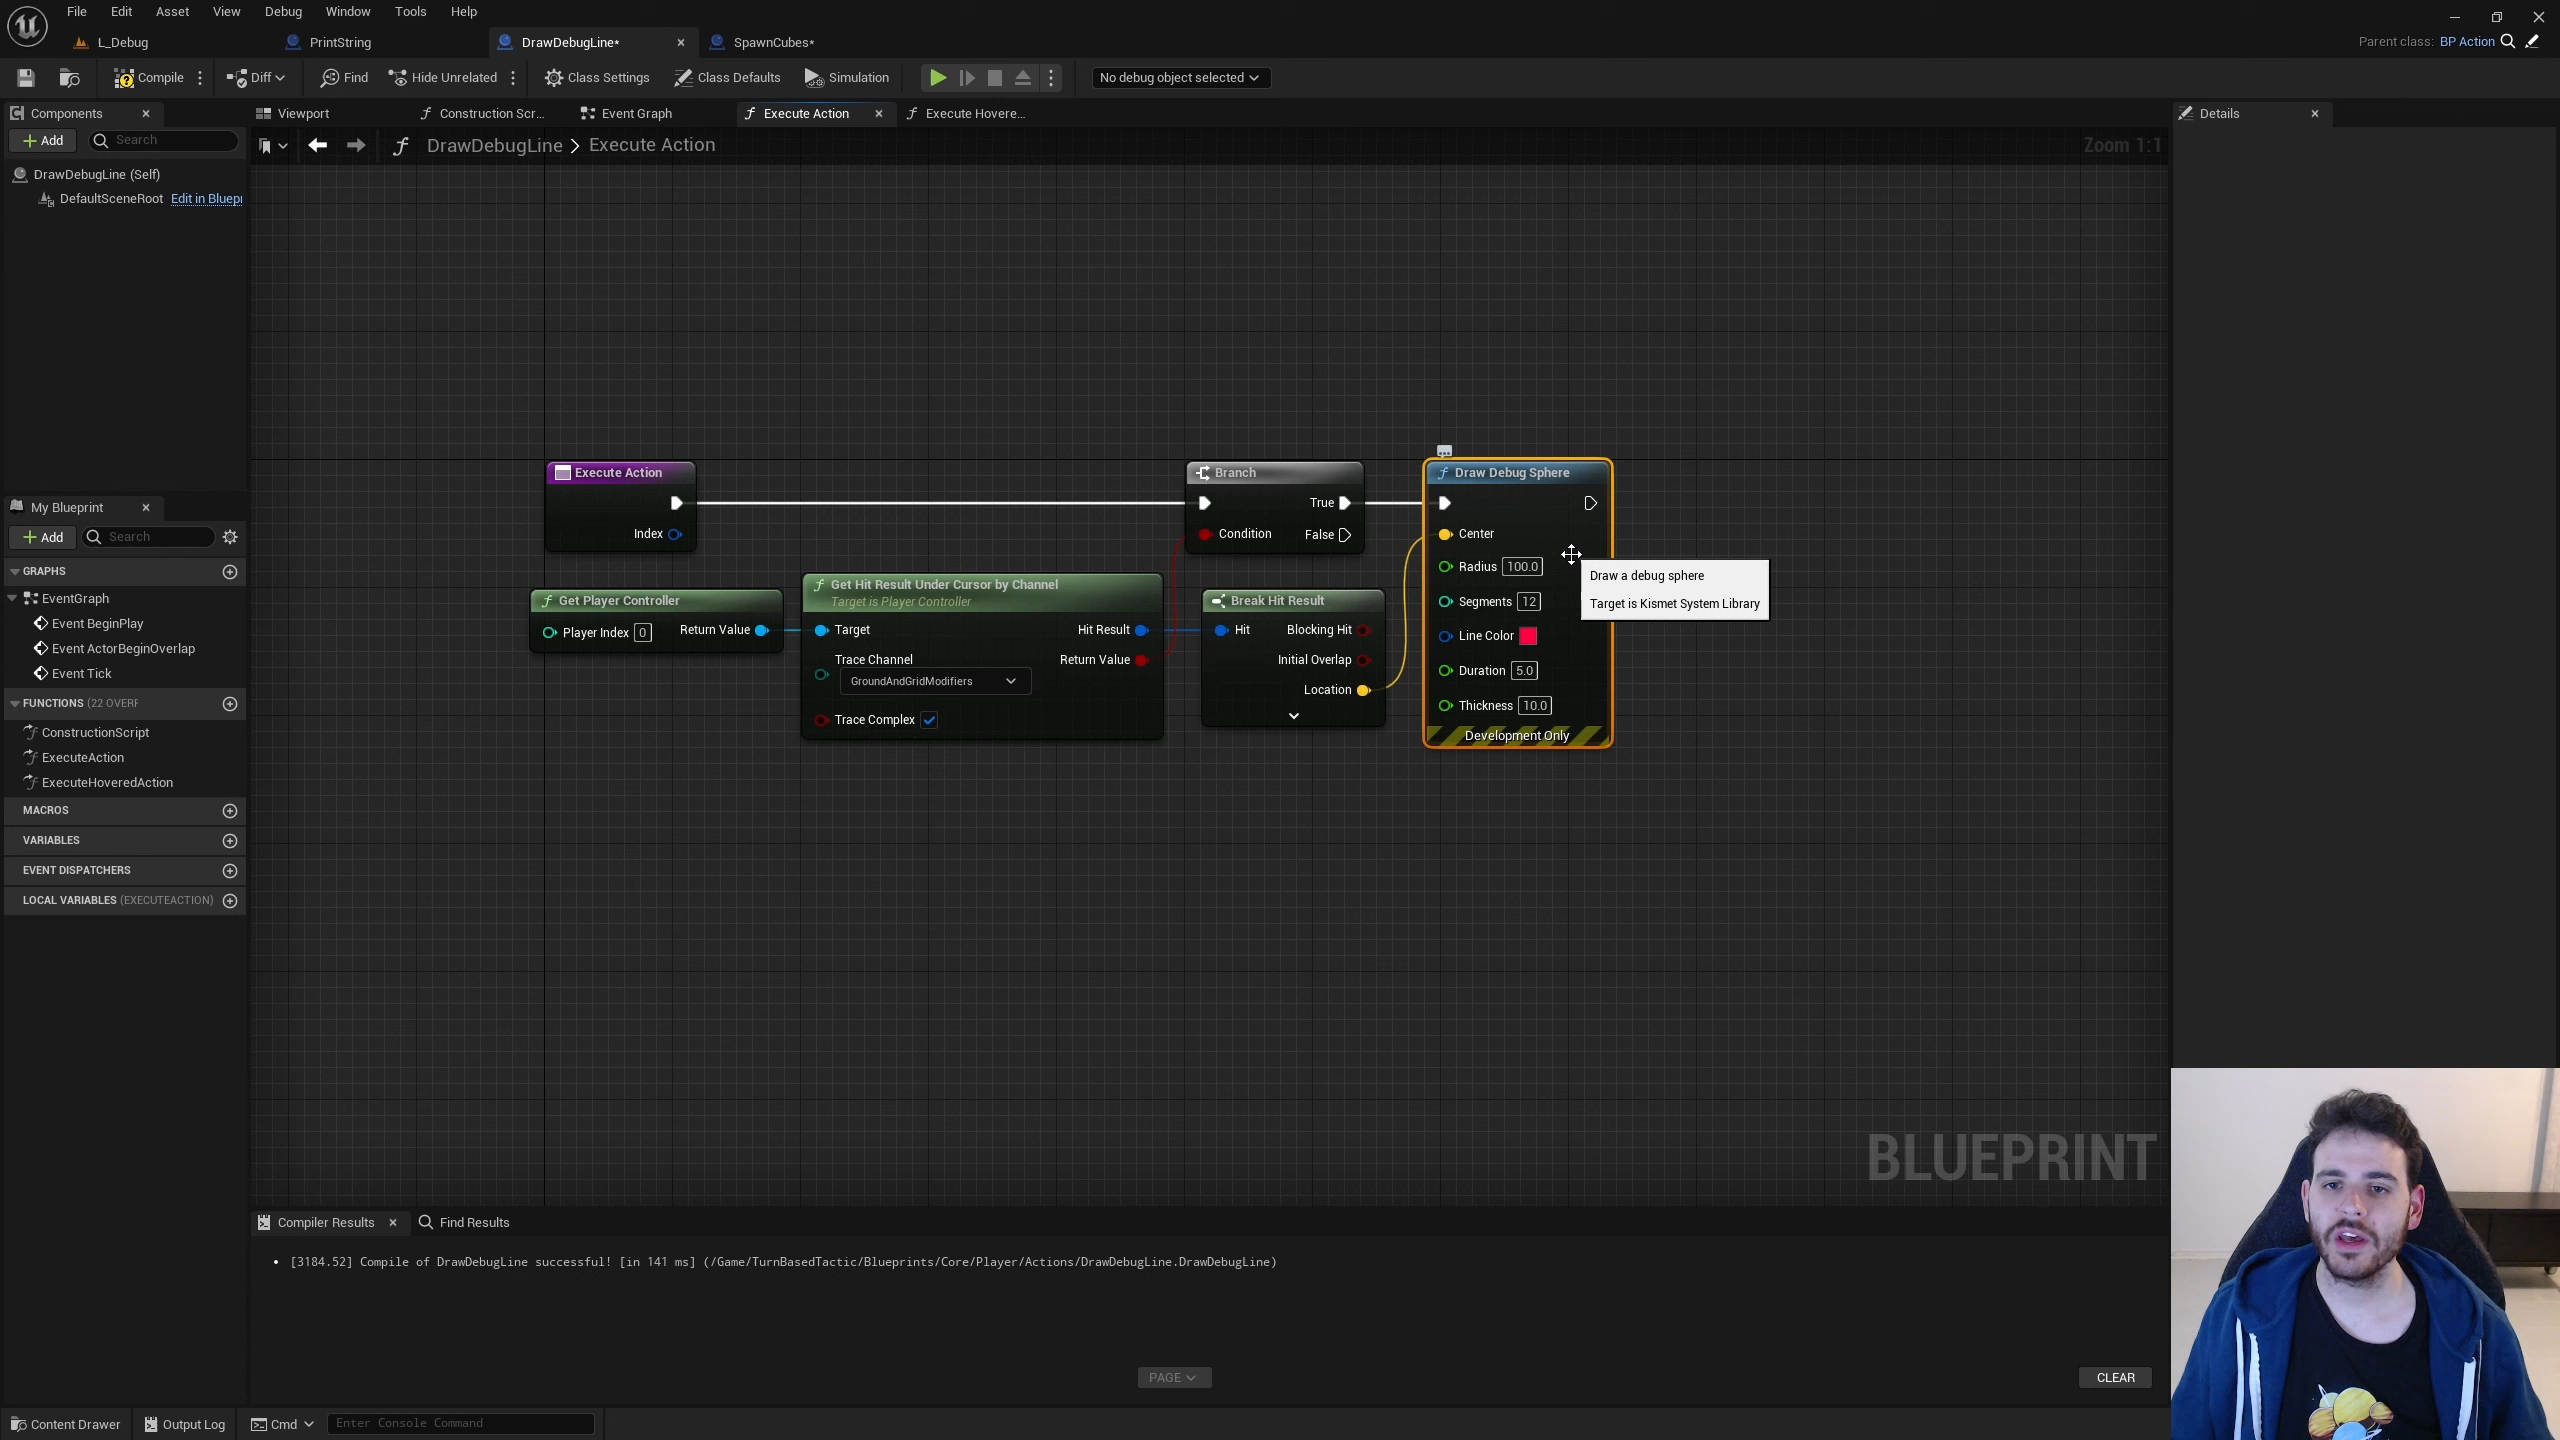 File Edit Asset View Debug Window Tools Help
L_Debug PrintString DrawDebugLine* SpawnCubes*
Parent class: BP Action
Compile Diff Find Hide Unrelated Class Settings Class Defaults Simulation No debug object selected
Components
Viewport Construction Scr... Event Graph Execute Action Execute Hovere...
Details
Add Search
DrawDebugLine > Execute Action
Zoom 1:1
DrawDebugLine (Self)
DefaultSceneRoot Edit in Bluepr
My Blueprint
Add Search
GRAPHS
EventGraph
Event BeginPlay
Event ActorBeginOverlap
Event Tick
FUNCTIONS (22 OVERF
ConstructionScript
ExecuteAction
ExecuteHoveredAction
MACROS
VARIABLES
EVENT DISPATCHERS
LOCAL VARIABLES (EXECUTEACTION)
Execute Action
Index
Get Player Controller
Player Index 0 Return Value
Get Hit Result Under Cursor by Channel
Target is Player Controller
Target Hit Result
Trace Channel Return Value
GroundAndGridModifiers
Trace Complex
Branch
True
Condition False
Break Hit Result
Hit Blocking Hit
Initial Overlap
Location
Draw Debug Sphere
Center
Radius 100.0
Segments 12
Line Color
Duration 5.0
Thickness 10.0
Development Only
Draw a debug sphere
Target is Kismet System Library
BLUEPRINT
Compiler Results Find Results
• [3184.52] Compile of DrawDebugLine successful! [in 141 ms] (/Game/TurnBasedTactic/Blueprints/Core/Player/Actions/DrawDebugLine.DrawDebugLine)
PAGE CLEAR
Content Drawer Output Log Cmd Enter Console Command